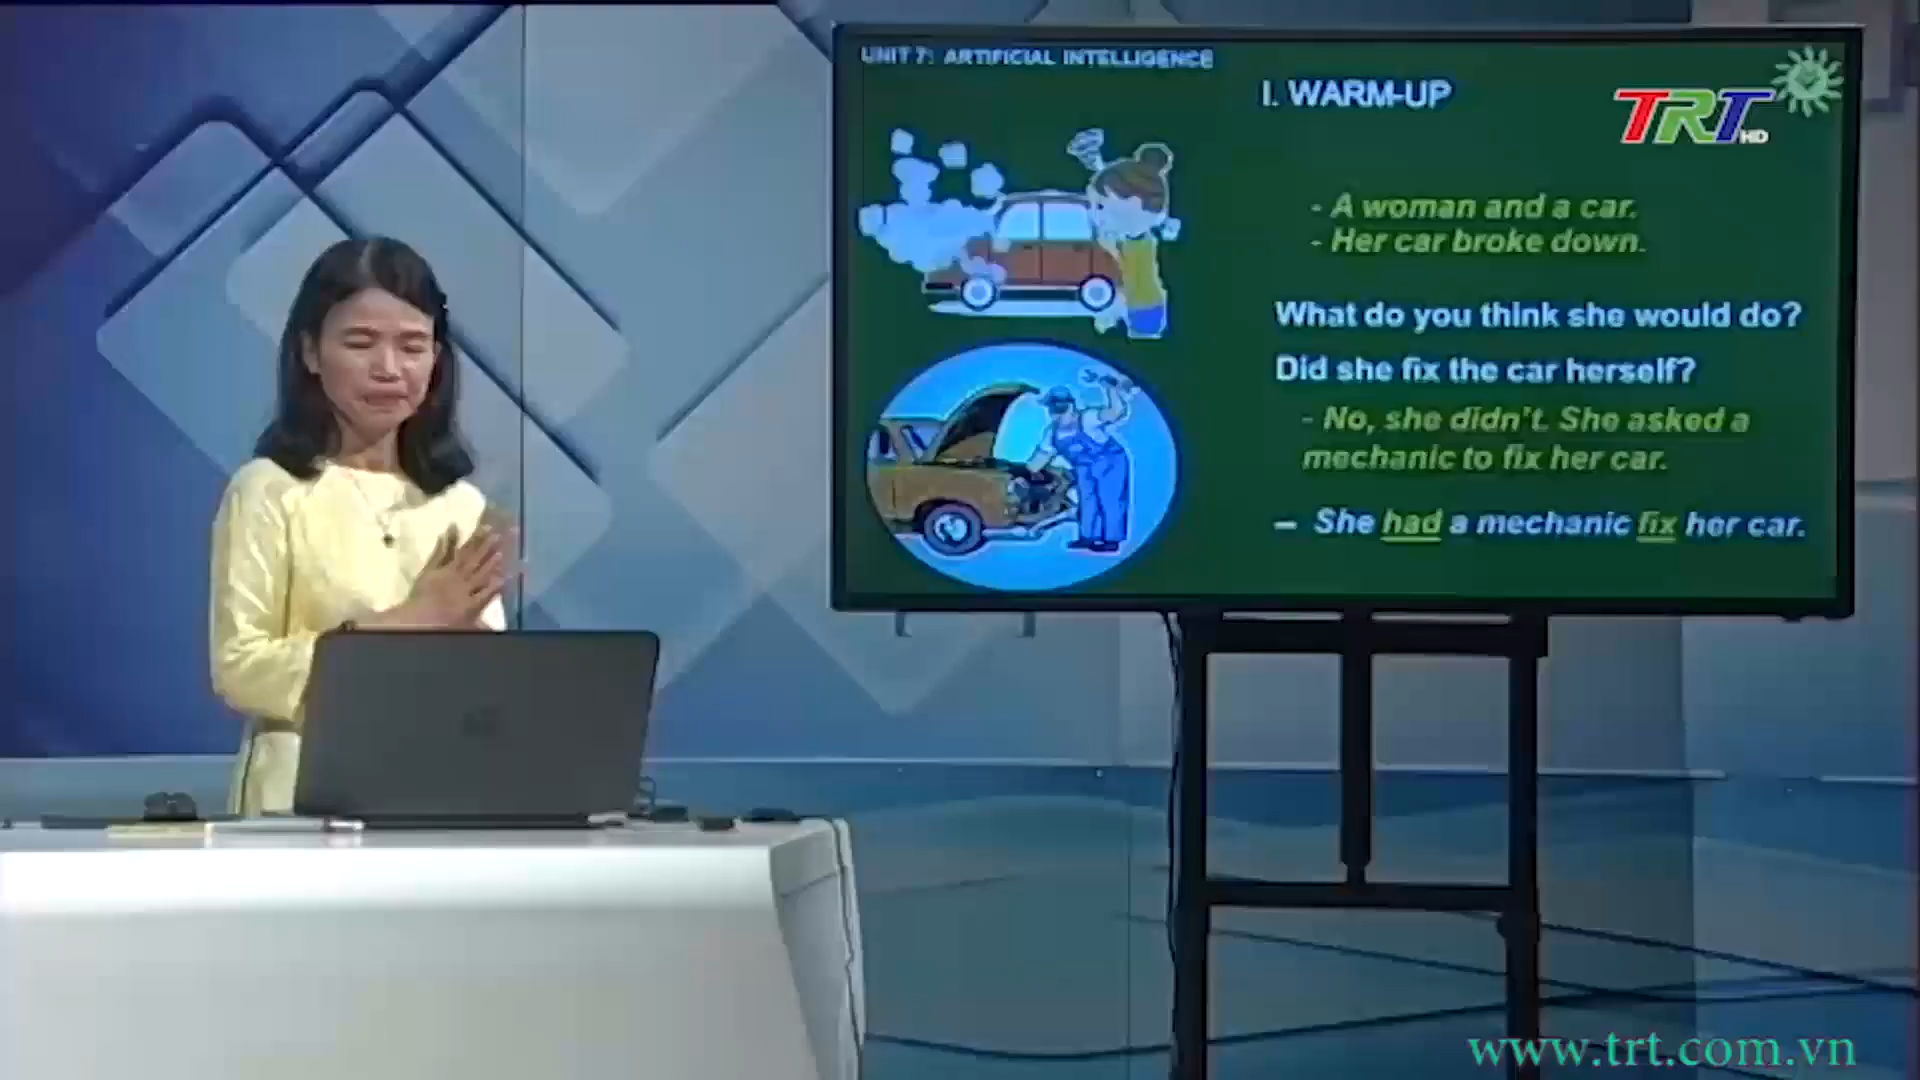 UNIT 7: ARTIFICIAL INTELLIGENCE
I. WARM-UP
TRT HD
- A woman and a car.
- Her car broke down.
What do you think she would do?
Did she fix the car herself?
- No, she didn't. She asked a
mechanic to fix her car.
– She had a mechanic fix her car.
www.trt.com.vn